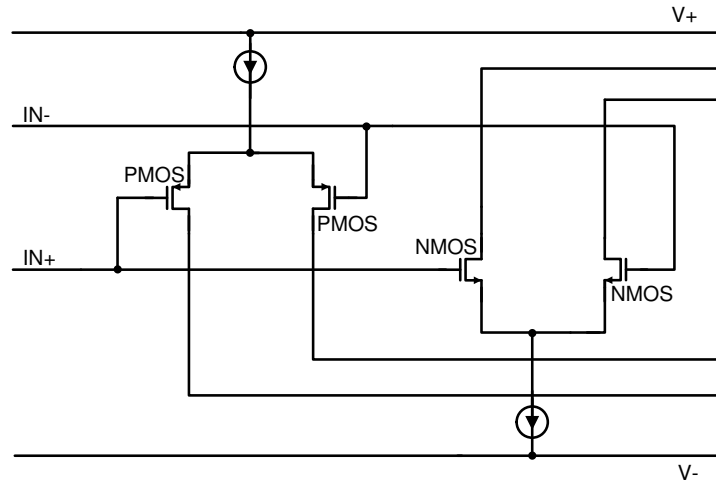 V+
IN-
PMOS
PMOS
NMOS
IN+
NMOS
V-